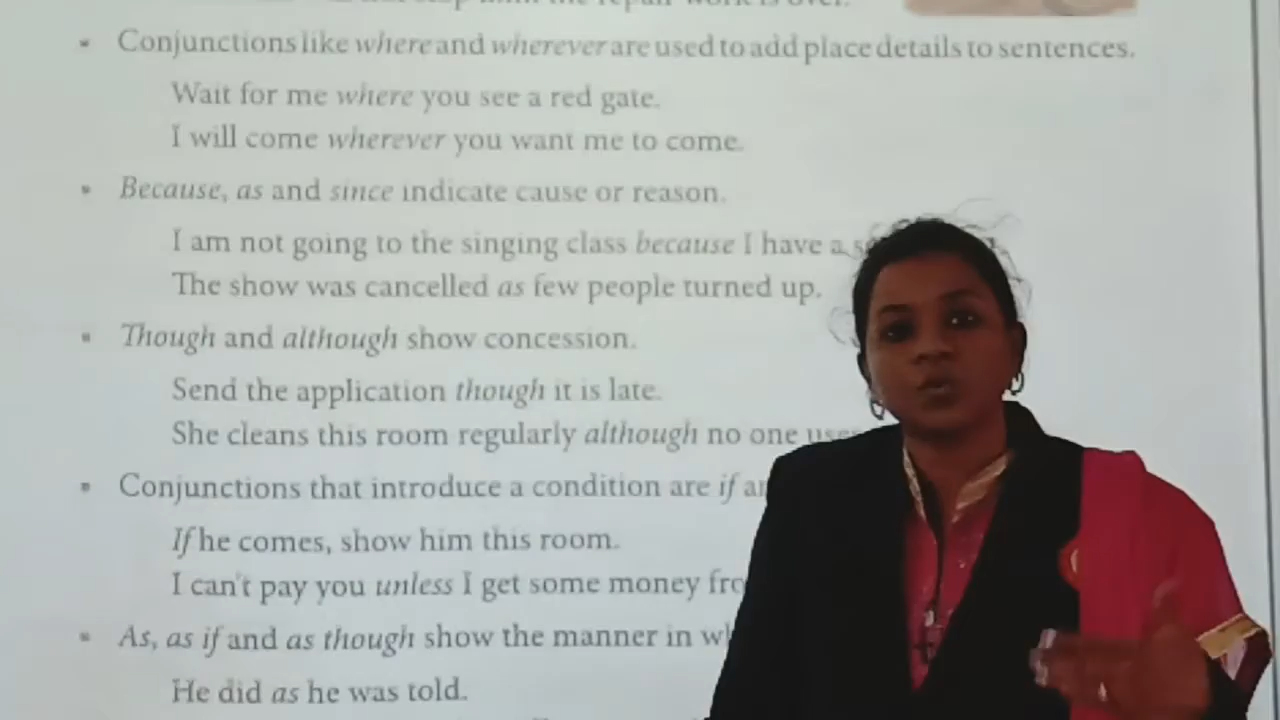 the repair work is over.
Conjunctions like where and wherever are used to add place details to sentences.
Wait for me where you see a red gate.
I will come wherever you want me to come.
Because, as and since indicate cause or reason.
I am not going to the singing class because I have a
The show was cancelled as few people turned up.
Though and although show concession.
Send the application though it is late.
She cleans this room regularly although no one
Conjunctions that introduce a condition are if
If he comes, show him this room.
I can't pay you unless I get some money
As, as if and as though show the manner in
He did as he was told.